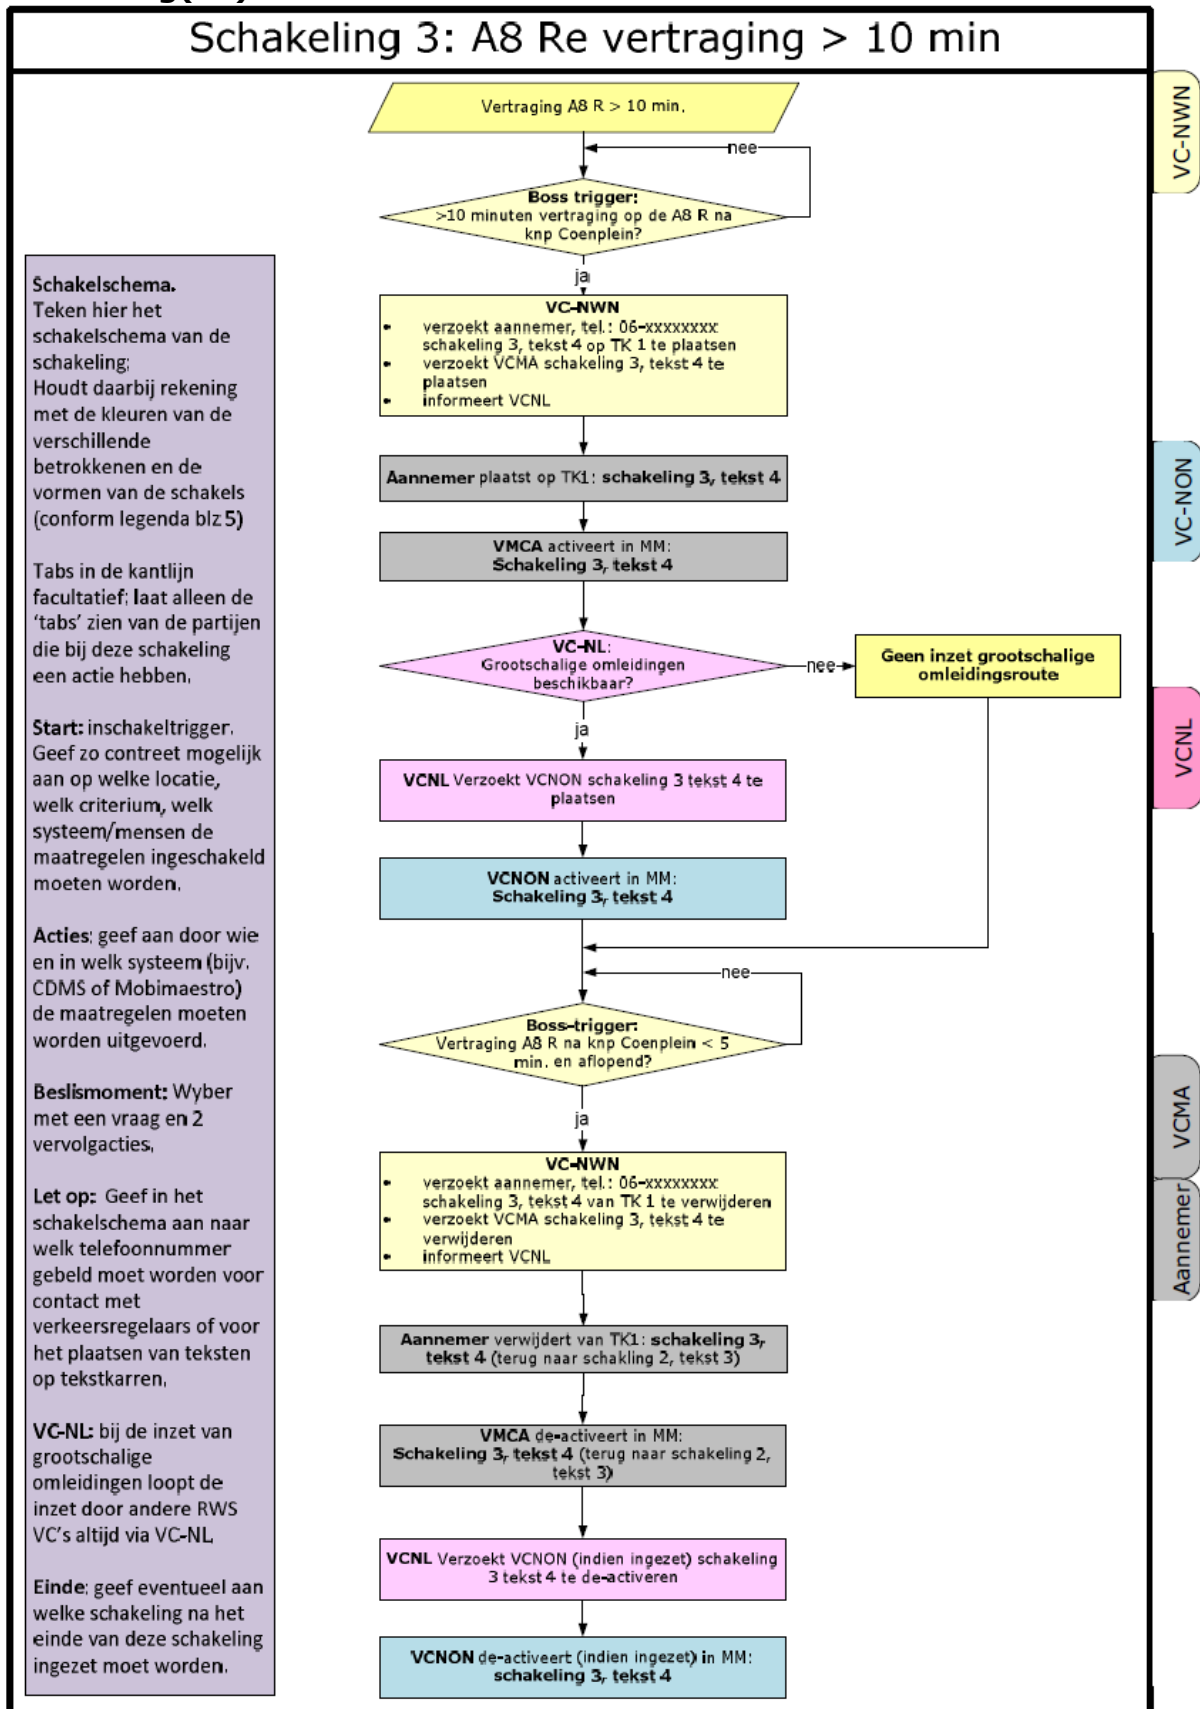 Schakeling 3: A8 Re vertraging > 10 min
Vertraging A8 R > 10 min.
nee
Boss trigger:
>10 minuten vertraging op de A8 R na
knp Coenplein?
ja
VC-NWN
• verzoekt aannemer, tel.: 06-xxxxxxxx
schakeling 3, tekst 4 op TK 1 te plaatsen
• verzoekt VCMA schakeling 3, tekst 4 te
plaatsen
• informeert VCNL
Aannemer plaatst op TK1: schakeling 3, tekst 4
VMCA activeert in MM:
Schakeling 3, tekst 4
VC-NL:
Grootschalige omleidingen
beschikbaar?
nee
Geen inzet grootschalige
omleidingsroute
ja
VCNL Verzoekt VCNON schakeling 3 tekst 4 te
plaatsen
VCNON activeert in MM:
Schakeling 3, tekst 4
nee
Boss-trigger:
Vertraging A8 R na knp Coenplein < 5
min. en aflopend?
ja
VC-NWN
• verzoekt aannemer, tel.: 06-xxxxxxxx
schakeling 3, tekst 4 van TK 1 te verwijderen
• verzoekt VCMA schakeling 3, tekst 4 te
verwijderen
• informeert VCNL
Aannemer verwijdert van TK1: schakeling 3,
tekst 4 (terug naar schakling 2, tekst 3)
VMCA de-activeert in MM:
Schakeling 3, tekst 4 (terug naar schakeling 2,
tekst 3)
VCNL Verzoekt VCNON (indien ingezet) schakeling
3 tekst 4 te de-activeren
VCNON de-activeert (indien ingezet) in MM:
schakeling 3, tekst 4
Schakelschema.
Teken hier het
schakelschema van de
schakeling;
Houdt daarbij rekening
met de kleuren van de
verschillende
betrokkenen en de
vormen van de schakels
(conform legenda blz 5)
Tabs in de kantlijn
facultatief; laat alleen de
'tabs' zien van de partijen
die bij deze schakeling
een actie hebben.
Start: inschakeltrigger.
Geef zo contreet mogelijk
aan op welke locatie,
welk criterium, welk
systeem/mensen de
maatregelen ingeschakeld
moeten worden.
Acties; geef aan door wie
en in welk systeem (bijv.
CDMS of Mobimaestro)
de maatregelen moeten
worden uitgevoerd.
Beslismoment: Wyber
met een vraag en 2
vervolgacties.
Let op: Geef in het
schakelschema aan naar
welk telefoonnummer
gebeld moet worden voor
contact met
verkeersregelaars of voor
het plaatsen van teksten
op tekstkarren.
VC-NL: bij de inzet van
grootschalige
omleidingen loopt de
inzet door andere RWS
VC's altijd via VC-NL
Einde; geef eventueel aan
welke schakeling na het
einde van deze schakeling
ingezet moet worden.
VC-NWN
VC-NON
VCNL
VCMA
Aannemer